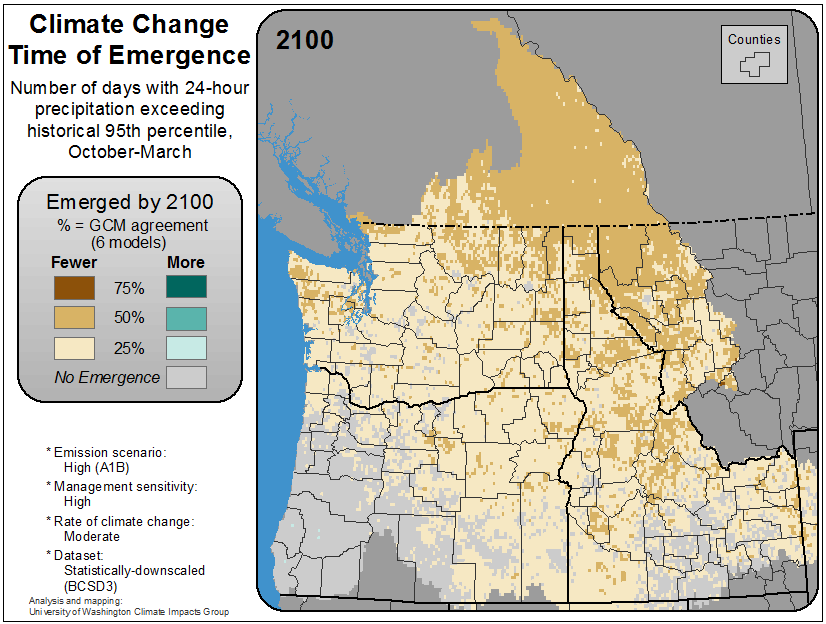 Climate Change
Time of Emergence
Number of days with 24-hour
precipitation exceeding
historical 95th percentile,
October-March
Emerged by 2100
% = GCM agreement
(6 models)
Fewer More
75%
50%
25%
No Emergence
* Emission scenario:
High (A1B)
* Management sensitivity:
High
* Rate of climate change:
Moderate
* Dataset:
Statistically-downscaled
(BCSD3)
Analysis and mapping:
University of Washington Climate Impacts Group
2100
Counties